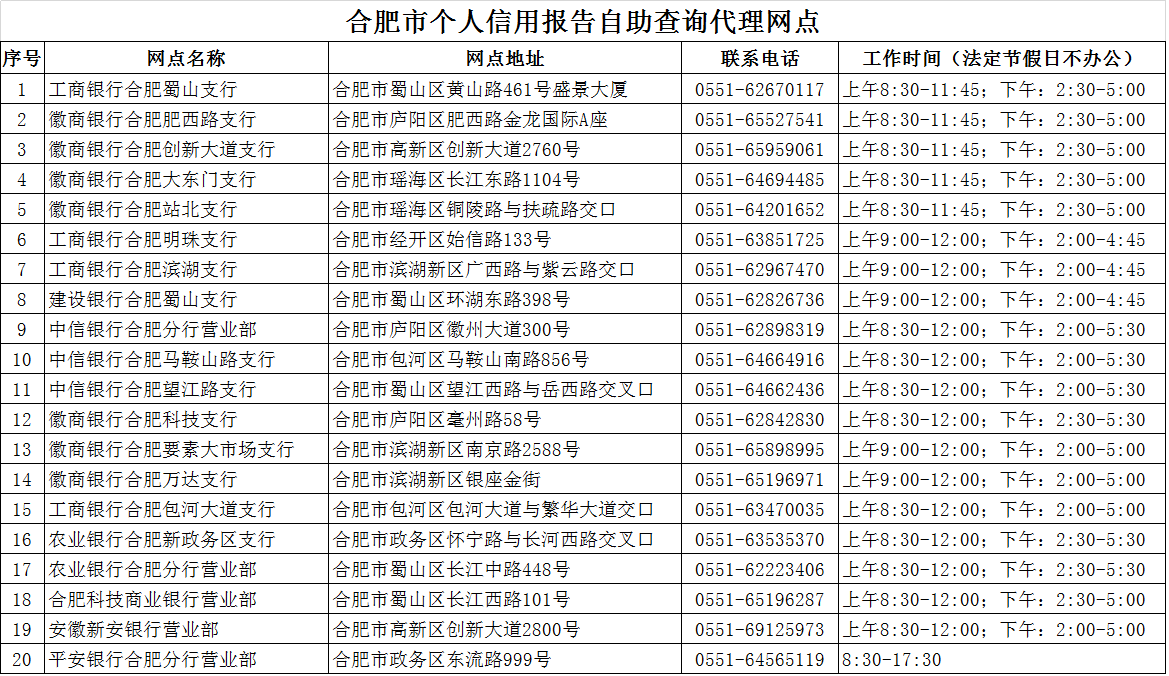 合肥市个人信用报告自助查询代理网点
序号 网点名称 网点地址 联系电话 工作时间（法定节假日不办公）
1 工商银行合肥蜀山支行 合肥市蜀山区黄山路461号盛景大厦 0551-62670117 上午8:30-11:45; 下午: 2:30-5:00
2 徽商银行合肥肥西路支行 合肥市庐阳区肥西路金龙国际A座 0551-65527541 上午8:30-11:45; 下午: 2:30-5:00
3 徽商银行合肥创新大道支行 合肥市高新区创新大道2760号 0551-65959061 上午8:30-11:45; 下午: 2:30-5:00
4 徽商银行合肥大东门支行 合肥市瑶海区长江东路1104号 0551-64694485 上午8:30-11:45; 下午: 2:30-5:00
5 徽商银行合肥站北支行 合肥市瑶海区铜陵路与扶疏路交口 0551-64201652 上午8:30-11:45; 下午: 2:30-5:00
6 工商银行合肥明珠支行 合肥市经开区始信路133号 0551-63851725 上午9:00-12:00; 下午: 2:00-4:45
7 工商银行合肥滨湖支行 合肥市滨湖新区广西路与紫云路交口 0551-62967470 上午9:00-12:00; 下午: 2:00-4:45
8 建设银行合肥蜀山支行 合肥市蜀山区环湖东路398号 0551-62826736 上午9:00-12:00; 下午: 2:00-4:45
9 中信银行合肥分行营业部 合肥市庐阳区徽州大道300号 0551-62898319 上午8:30-12:00; 下午: 2:00-5:30
10 中信银行合肥马鞍山路支行 合肥市包河区马鞍山南路856号 0551-64664916 上午8:30-12:00; 下午: 2:00-5:30
11 中信银行合肥望江路支行 合肥市蜀山区望江西路与岳西路交叉口 0551-64662436 上午8:30-12:00; 下午: 2:00-5:30
12 徽商银行合肥科技支行 合肥市庐阳区亳州路58号 0551-62842830 上午8:30-12:00; 下午: 2:30-5:30
13 徽商银行合肥要素大市场支行 合肥市滨湖新区南京路2588号 0551-65898995 上午9:00-12:00; 下午: 2:00-5:00
14 徽商银行合肥万达支行 合肥市滨湖新区银座金街 0551-65196971 上午9:00-12:00; 下午: 2:00-5:00
15 工商银行合肥包河大道支行 合肥市包河区包河大道与繁华大道交口 0551-63470035 上午8:30-12:00; 下午: 2:00-5:00
16 农业银行合肥新政务区支行 合肥市政务区怀宁路与长河西路交叉口 0551-63535370 上午8:30-12:00; 下午: 2:30-5:30
17 农业银行合肥分行营业部 合肥市蜀山区长江中路448号 0551-62223406 上午8:30-12:00; 下午: 2:30-5:30
18 合肥科技商业银行营业部 合肥市蜀山区长江西路101号 0551-65196287 上午8:30-12:00; 下午: 2:30-5:00
19 安徽新安银行营业部 合肥市高新区创新大道2800号 0551-69125973 上午8:30-12:00; 下午: 2:00-5:00
20 平安银行合肥分行营业部 合肥市政务区东流路999号 0551-64565119 8:30-17:30